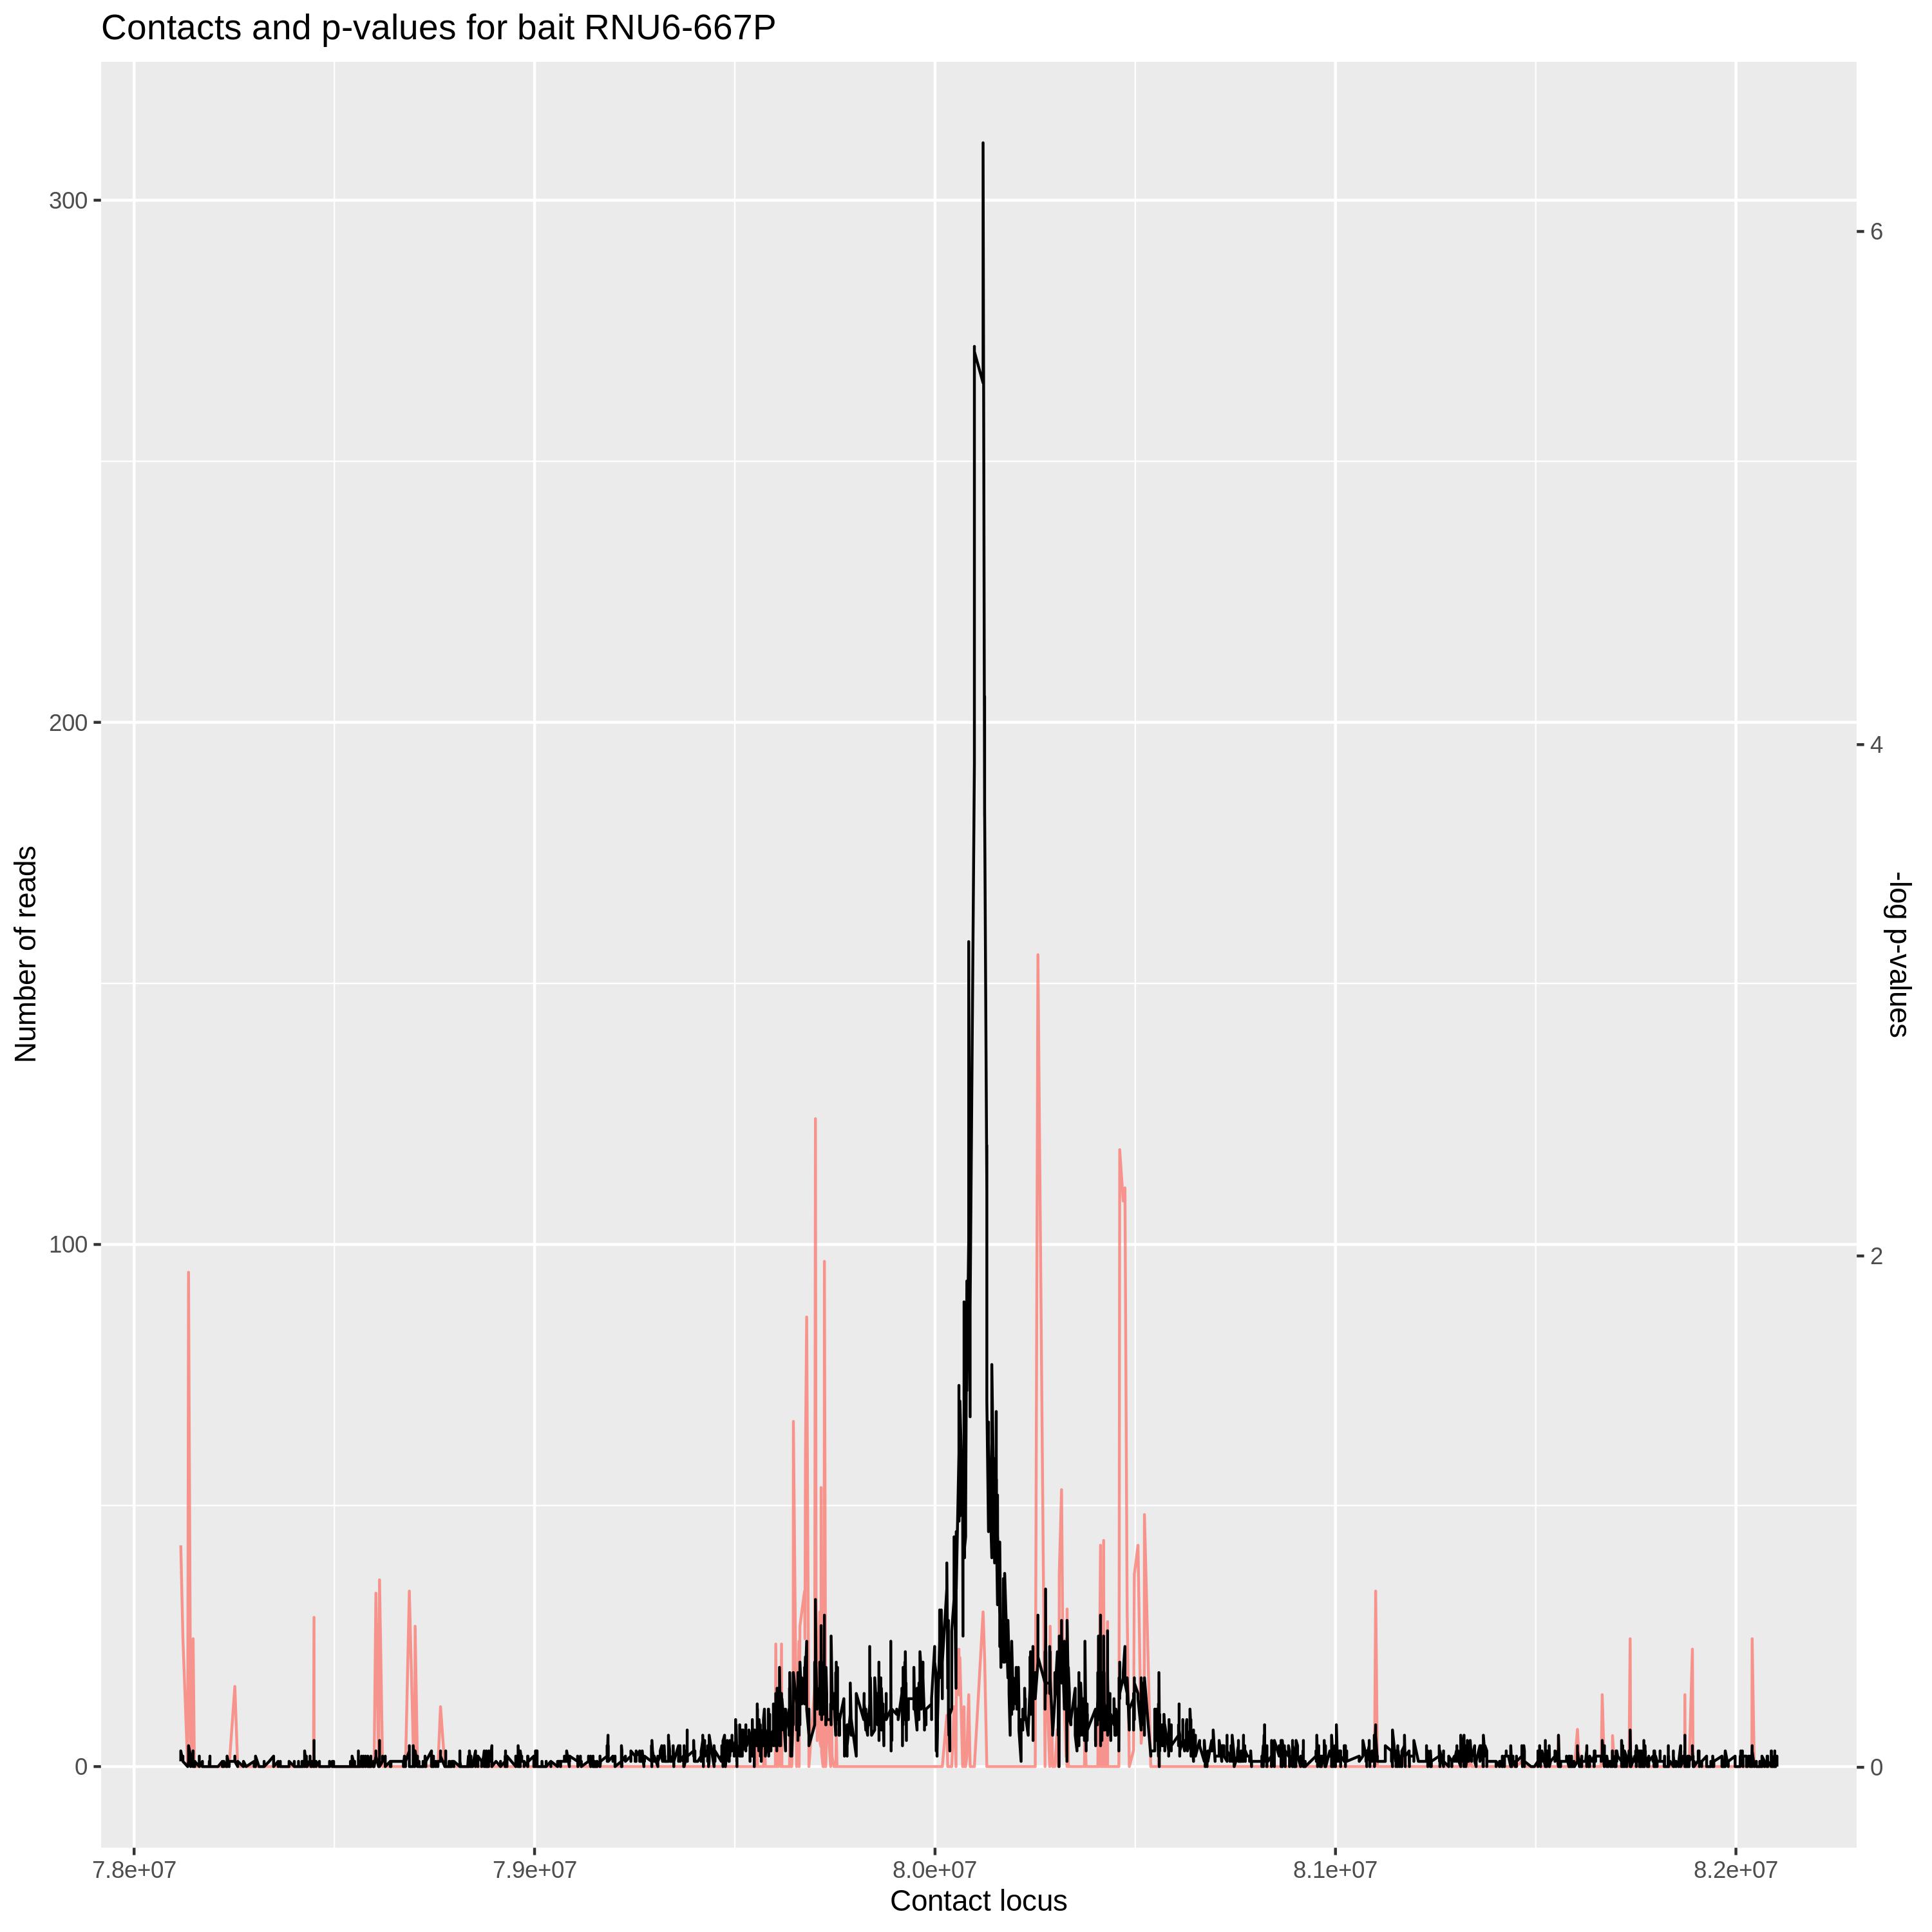 Contacts and p-values for bait RNU6-667P
300
200
100
0
6
4
2
0
Number of reads
-log p-values
7.8e+07
7.9e+07
8.0e+07
8.1e+07
8.2e+07
Contact locus